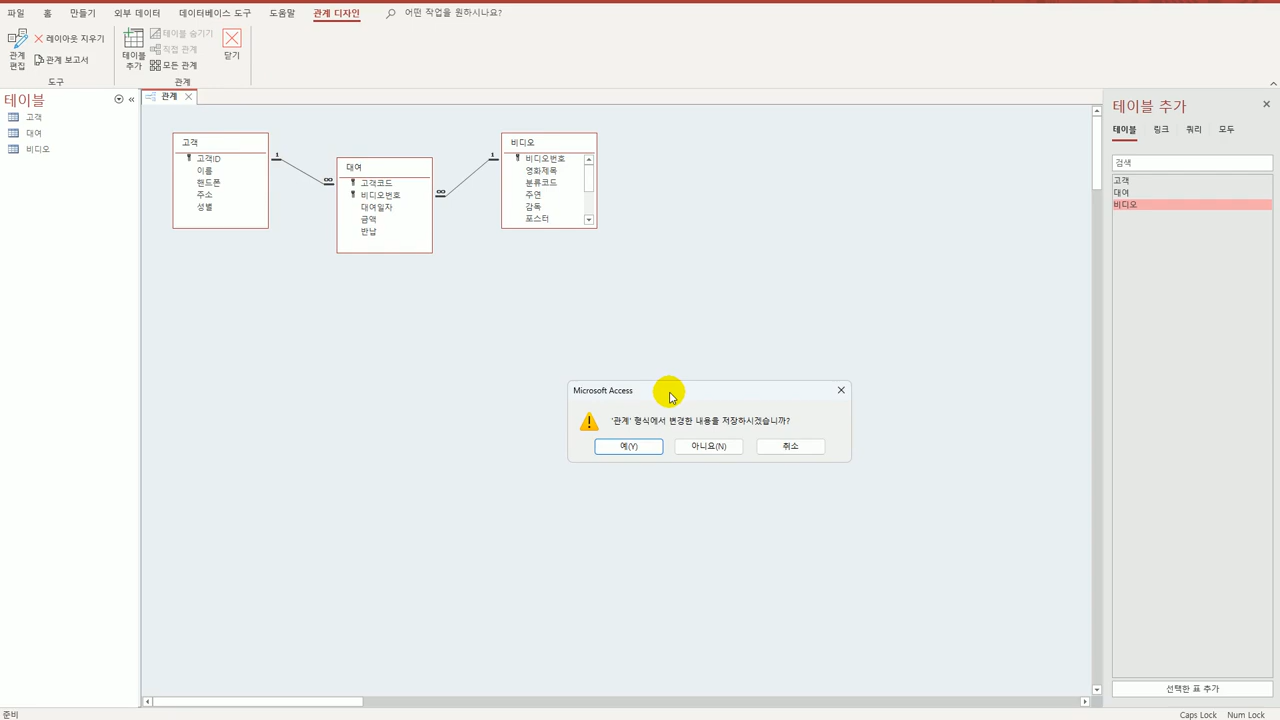 파일 홈 만들기 외부 데이터 데이터베이스 도구 도움말 관계 디자인 어떤 작업을 원하시나요?
관계 편집
레이아웃 지우기
관계 보고서
도구
테이블 추가
테이블 숨기기
직접 관계
모든 관계
닫기
관계
테이블
고객
대여
비디오
관계
고객
고객ID
이름
핸드폰
주소
성별
1
∞
대여
고객코드
비디오번호
대여일자
금액
반납
∞
1
비디오
비디오번호
영화제목
분류코드
주연
감독
포스터
Microsoft Access
'관계' 형식에서 변경한 내용을 저장하시겠습니까?
예(Y) 아니요(N) 취소
테이블 추가
테이블 링크 쿼리 모두
검색
고객
대여
비디오
선택한 표 추가
준비
Caps Lock Num Lock